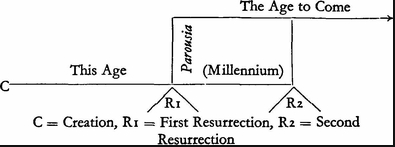 The Age to Come
Parousia
This Age
(Millennium)
C
R1
R2
C = Creation, R1 = First Resurrection, R2 = Second
Resurrection